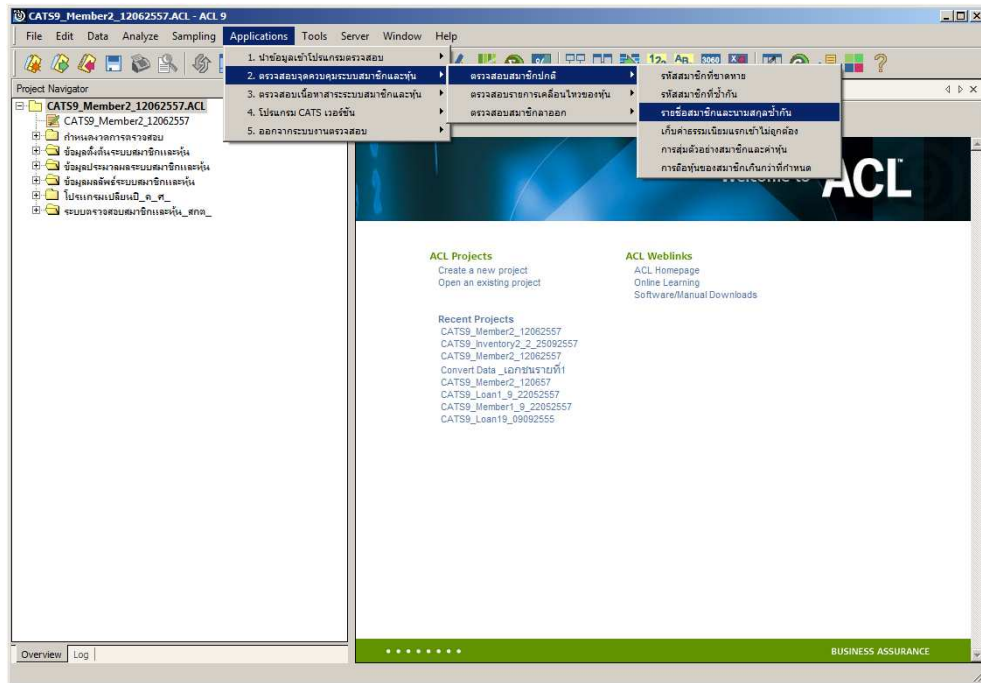 CATS9_Member2_12062557.ACL - ACL 9
File Edit Data Analyze Sampling Applications Tools Server Window Help
1. นำข้อมูลเข้าโปรแกรมตรวจสอบ
2. ตรวจสอบจุดควบคุมระบบสมาชิกและหุ้น
3. ตรวจสอบเนื้อหาสาระระบบสมาชิกและหุ้น
4. โปรแกรม CATS เวอร์ชั่น
5. ออกจากระบบงานตรวจสอบ
ตรวจสอบสมาชิกปกติ
ตรวจสอบรายการเคลื่อนไหวของหุ้น
ตรวจสอบสมาชิกลาออก
รหัสสมาชิกที่ขาดหาย
รหัสสมาชิกที่ซ้ำกัน
รายชื่อสมาชิกและนามสกุลซ้ำกัน
เก็บค่าธรรมเนียมแรกเข้าไม่ถูกต้อง
การสุ่มตัวอย่างสมาชิกและค่าหุ้น
การถือหุ้นของสมาชิกเกินกว่าที่กำหนด
Project Navigator
CATS9_Member2_12062557.ACL
CATS9_Member2_12062557
กำหนดงวดการตรวจสอบ
ข้อมูลตั้งต้นระบบสมาชิกและหุ้น
ข้อมูลประมวลผลระบบสมาชิกและหุ้น
ข้อมูลผลลัพธ์ระบบสมาชิกและหุ้น
โปรแกรมเปลี่ยนปี_ค_ศ_
ระบบตรวจสอบสมาชิกและหุ้น_สกต_
Welcome to ACL™
ACL Projects
Create a new project
Open an existing project
Recent Projects
CATS9_Member2_12062557
CATS9_Inventory2_2_25092557
CATS9_Member2_12062557
Convert Data _เอกชนรายที่1
CATS9_Member2_120657
CATS9_Loan1_9_22052557
CATS9_Member1_9_22052557
CATS9_Loan19_09092555
ACL Weblinks
ACL Homepage
Online Learning
Software/Manual Downloads
BUSINESS ASSURANCE
Overview Log